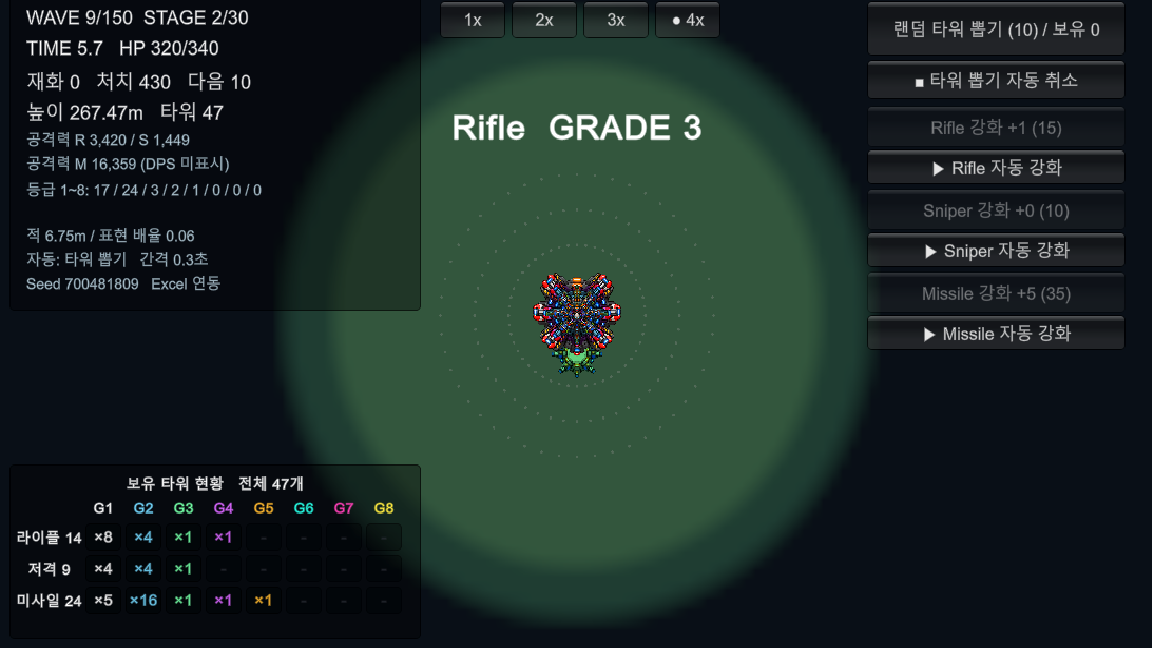 WAVE 9/150 STAGE 2/30
TIME 5.7 HP 320/340
재화 0 처치 430 다음 10
높이 267.47m 타워 47
공격력 R 3,420 / S 1,449
공격력 M 16,359 (DPS 미표시)
등급 1~8: 17 / 24 / 3 / 2 / 1 / 0 / 0 / 0
적 6.75m / 표현 배율 0.06
자동: 타워 뽑기 간격 0.3초
Seed 700481809 Excel 연동
1x 2x 3x ● 4x
Rifle GRADE 3
랜덤 타워 뽑기 (10) / 보유 0
■ 타워 뽑기 자동 취소
Rifle 강화 +1 (15)
▶ Rifle 자동 강화
Sniper 강화 +0 (10)
▶ Sniper 자동 강화
Missile 강화 +5 (35)
▶ Missile 자동 강화
보유 타워 현황 전체 47개
G1 G2 G3 G4 G5 G6 G7 G8
라이플 14 ×8 ×4 ×1 ×1 - - - -
저격 9 ×4 ×4 ×1 - - - - -
미사일 24 ×5 ×16 ×1 ×1 ×1 - - -